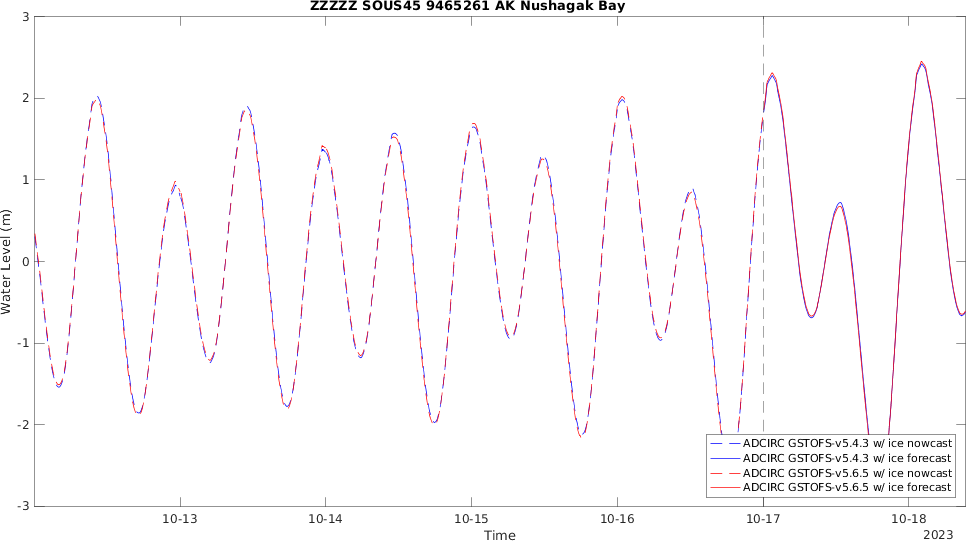 ZZZZZ SOUS45 9465261 AK Nushagak Bay
3
2
1
0
-1
-2
-3
Water Level (m)
ADCIRC GSTOFS-v5.4.3 w/ ice nowcast
ADCIRC GSTOFS-v5.4.3 w/ ice forecast
ADCIRC GSTOFS-v5.6.5 w/ ice nowcast
ADCIRC GSTOFS-v5.6.5 w/ ice forecast
10-13 10-14 10-15 10-16 10-17 10-18
Time
2023